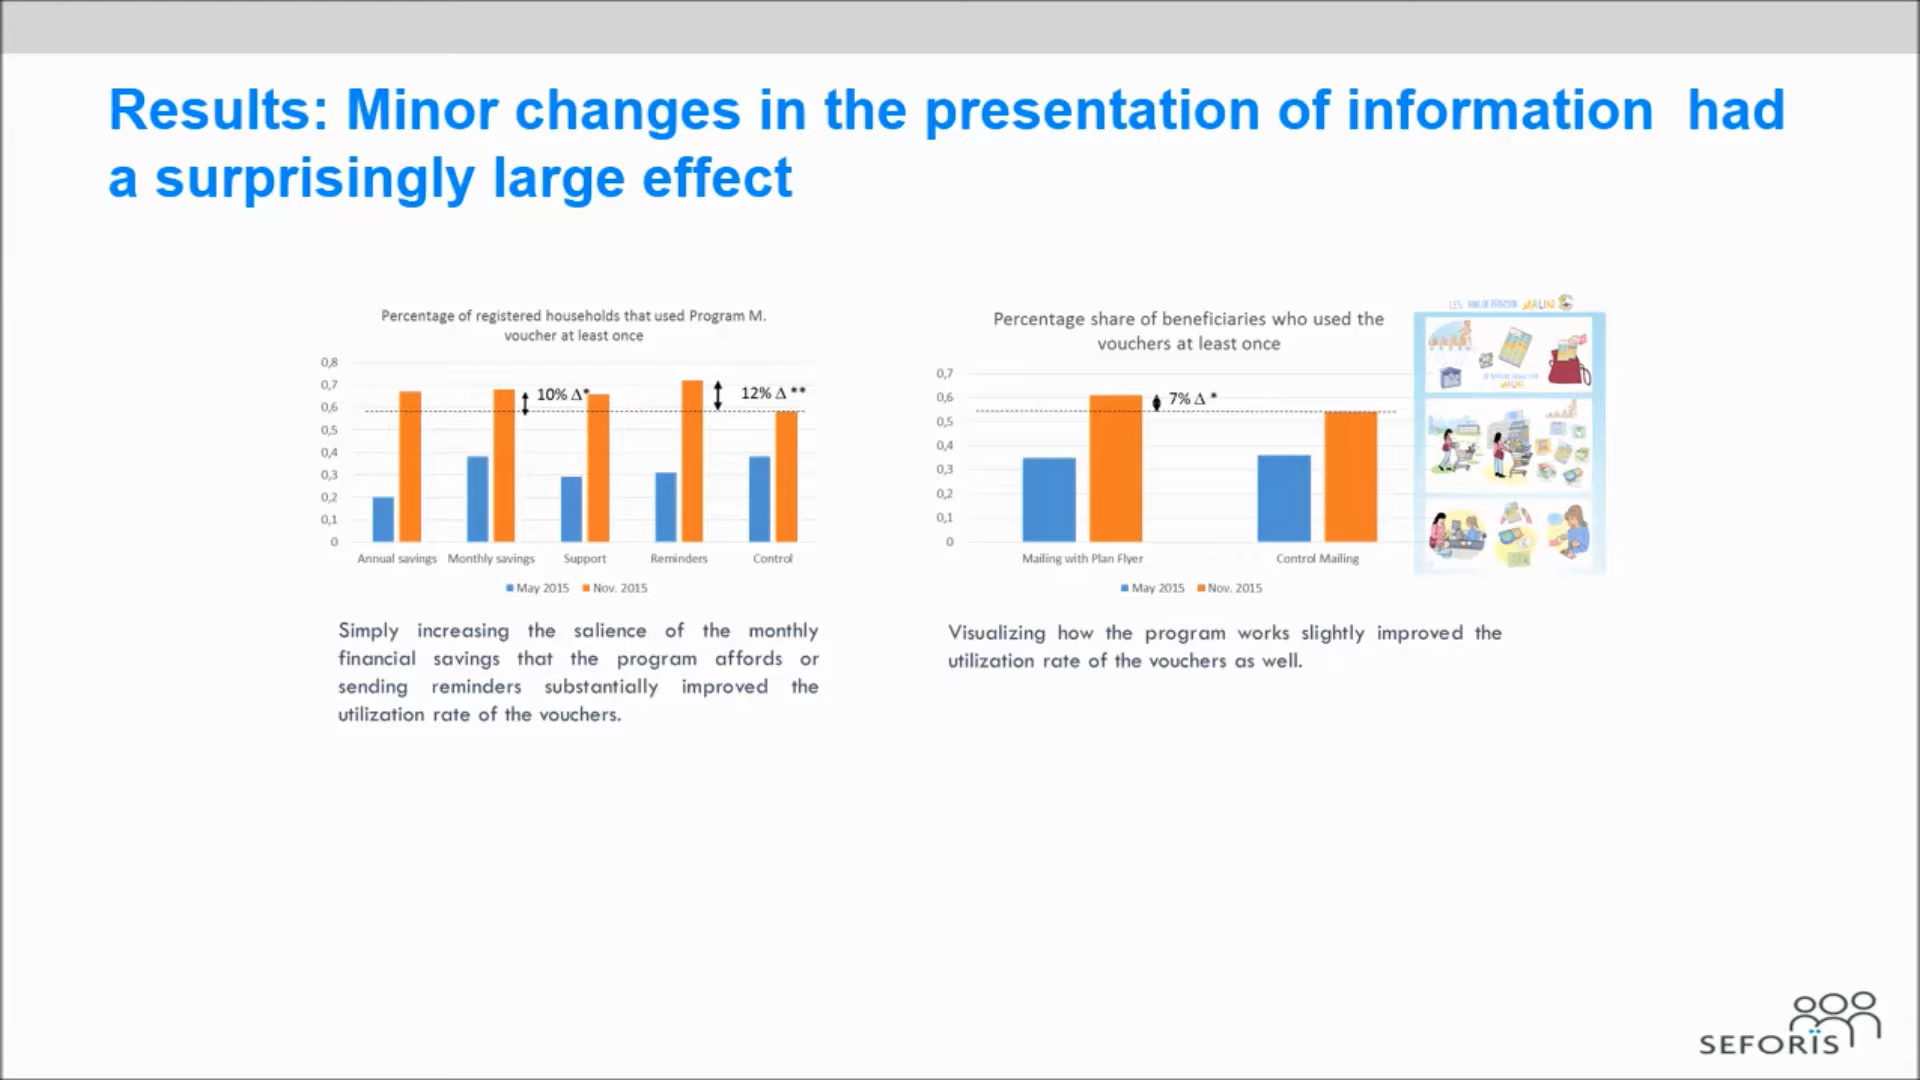 Results: Minor changes in the presentation of information had
a surprisingly large effect
Percentage of registered households that used Program M.
voucher at least once
0,8
0,7
0,6
0,5
0,4
0,3
0,2
0,1
0
10% Δ*
12% Δ **
Annual savings Monthly savings Support Reminders Control
May 2015 Nov. 2015
Simply increasing the salience of the monthly
financial savings that the program affords or
sending reminders substantially improved the
utilization rate of the vouchers.
Percentage share of beneficiaries who used the
vouchers at least once
0,7
0,6
0,5
0,4
0,3
0,2
0,1
0
7% Δ *
Mailing with Plan Flyer Control Mailing
May 2015 Nov. 2015
LES MALIN
MALIN
Visualizing how the program works slightly improved the
utilization rate of the vouchers as well.
SEFORÏS